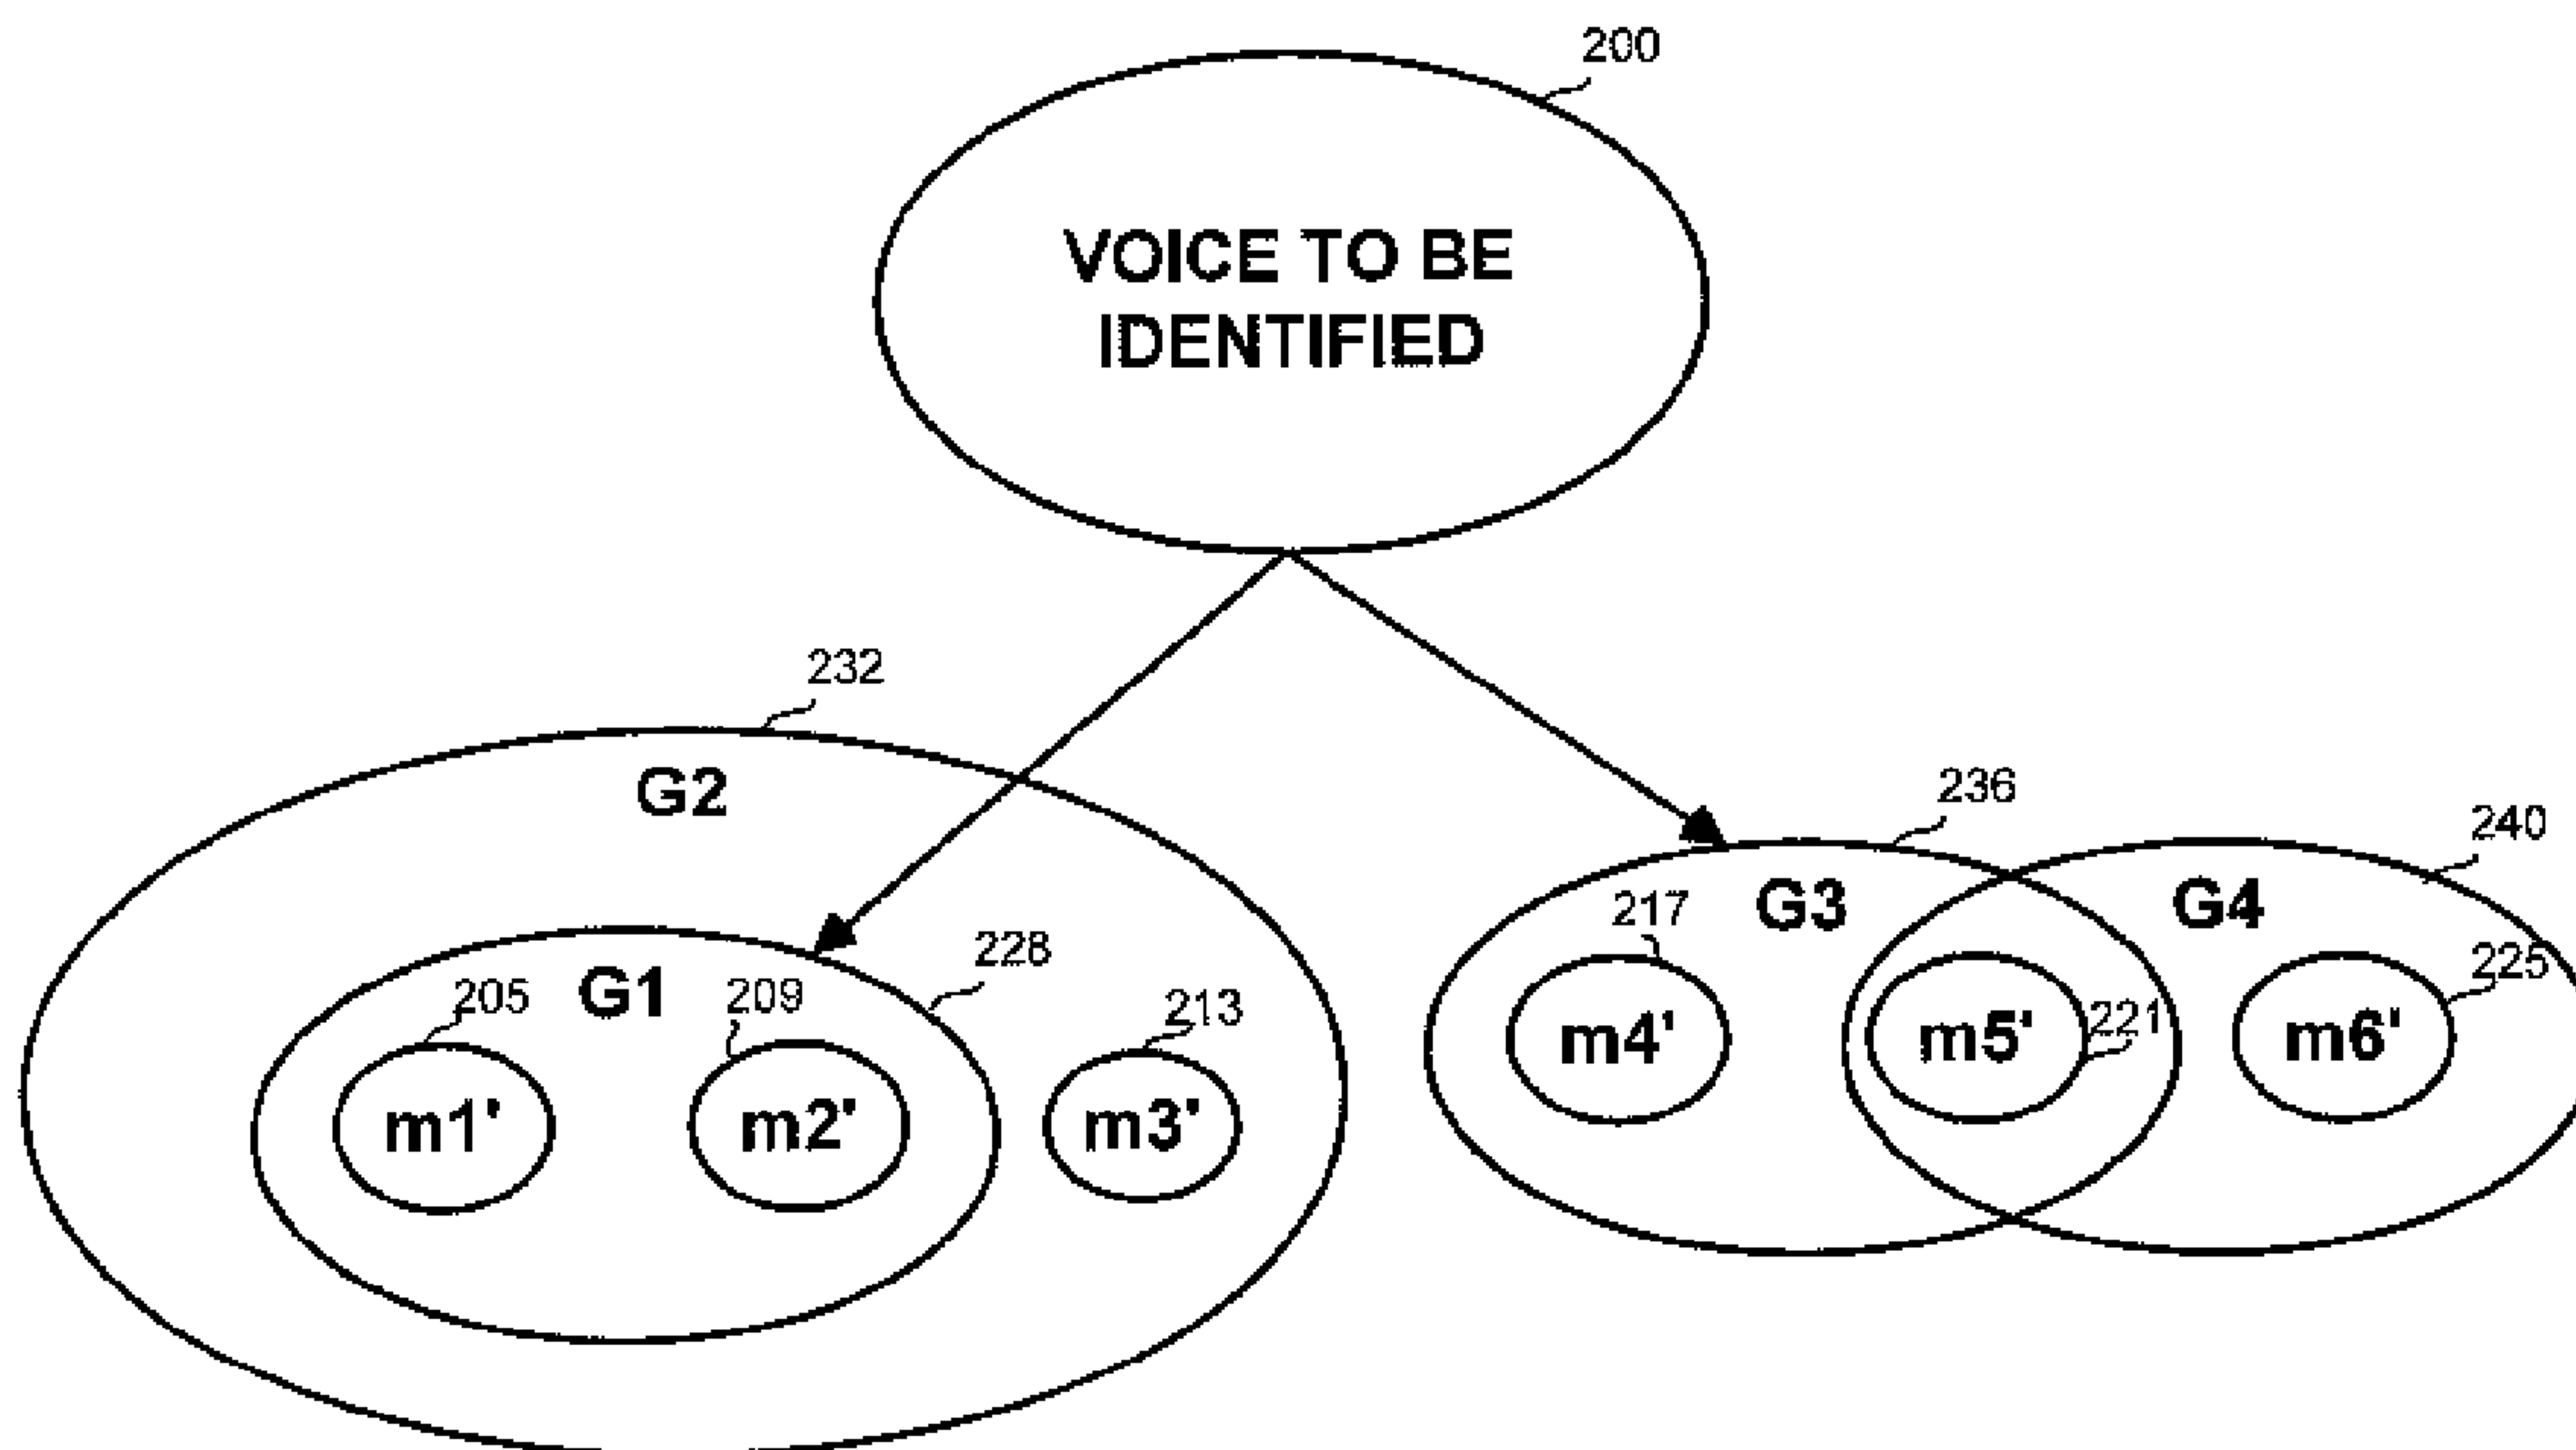 200
VOICE TO BE
IDENTIFIED
232
G2
236
240
G3
G4
217
228
G1
205
209
213
225
221
m4'
m5'
m6'
m1'
m2'
m3'